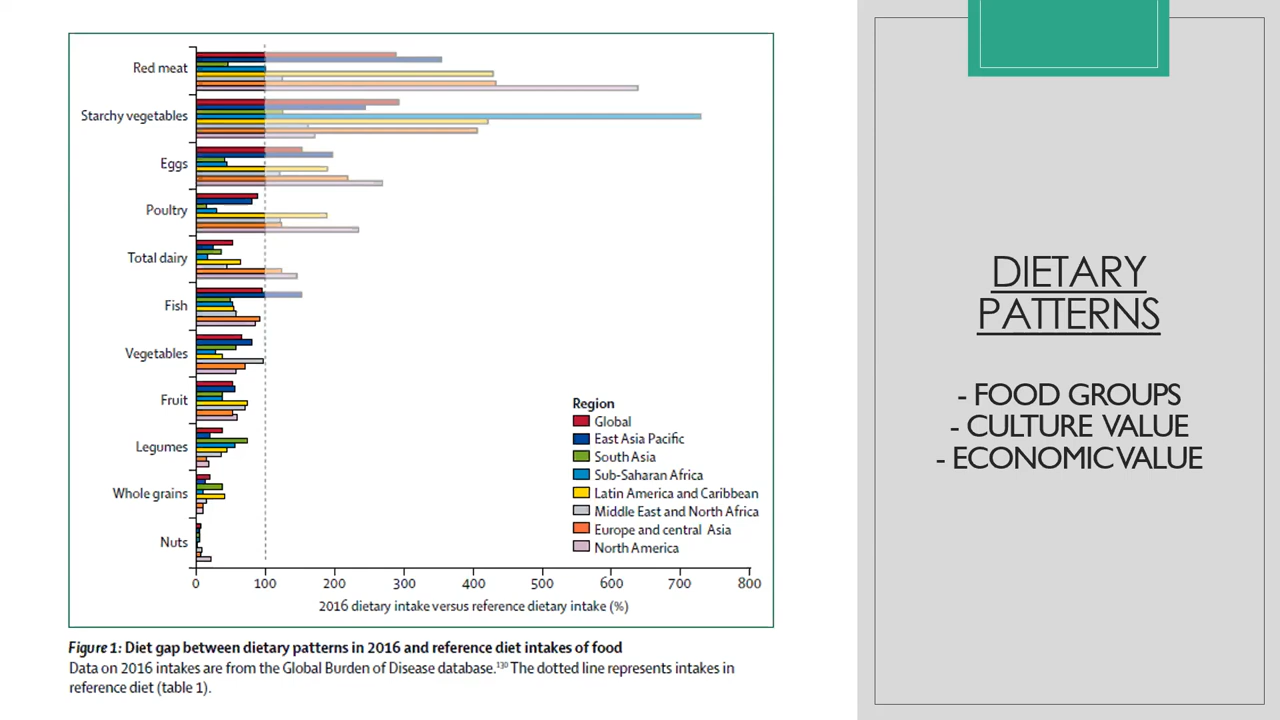 Red meat
Starchy vegetables
Eggs
Poultry
Total dairy
Fish
Vegetables
Fruit
Legumes
Whole grains
Nuts
Region
Global
East Asia Pacific
South Asia
Sub-Saharan Africa
Latin America and Caribbean
Middle East and North Africa
Europe and central Asia
North America
0 100 200 300 400 500 600 700 800
2016 dietary intake versus reference dietary intake (%)
Figure 1: Diet gap between dietary patterns in 2016 and reference diet intakes of food
Data on 2016 intakes are from the Global Burden of Disease database.¹³⁰ The dotted line represents intakes in
reference diet (table 1).
DIETARY
PATTERNS
- FOOD GROUPS
- CULTURE VALUE
- ECONOMIC VALUE